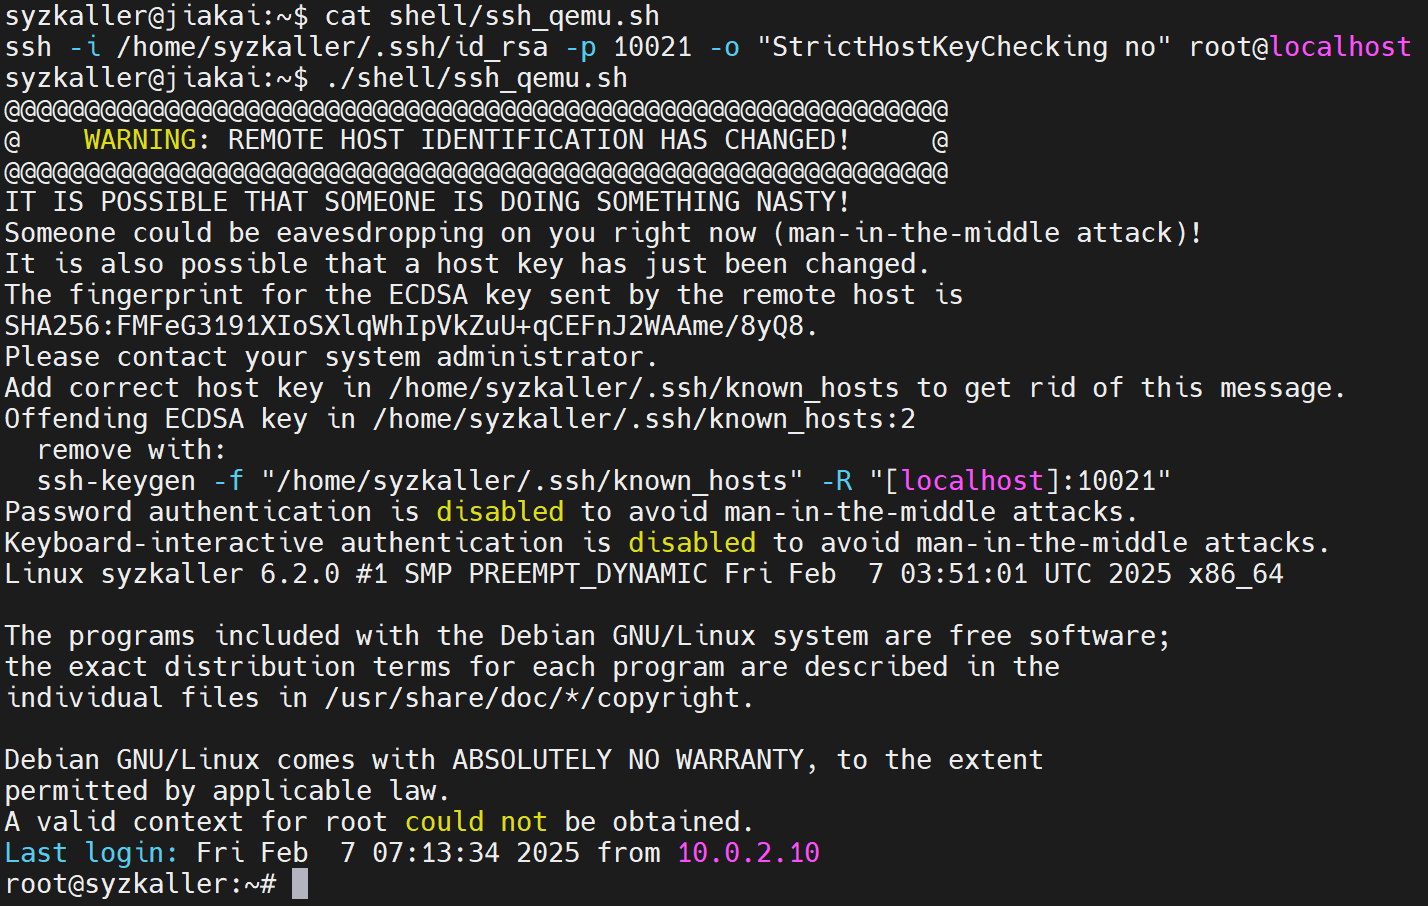 syzkaller@jiakai:~$ cat shell/ssh_qemu.sh
ssh -i /home/syzkaller/.ssh/id_rsa -p 10021 -o "StrictHostKeyChecking no" root@localhost
syzkaller@jiakai:~$ ./shell/ssh_qemu.sh
@@@@@@@@@@@@@@@@@@@@@@@@@@@@@@@@@@@@@@@@@@@@@@@@@@@@@@@@@@@
@    WARNING: REMOTE HOST IDENTIFICATION HAS CHANGED!     @
@@@@@@@@@@@@@@@@@@@@@@@@@@@@@@@@@@@@@@@@@@@@@@@@@@@@@@@@@@@
IT IS POSSIBLE THAT SOMEONE IS DOING SOMETHING NASTY!
Someone could be eavesdropping on you right now (man-in-the-middle attack)!
It is also possible that a host key has just been changed.
The fingerprint for the ECDSA key sent by the remote host is
SHA256:FMFeG3191XIoSXlqWhIpVkZuU+qCEFnJ2WAAme/8yQ8.
Please contact your system administrator.
Add correct host key in /home/syzkaller/.ssh/known_hosts to get rid of this message.
Offending ECDSA key in /home/syzkaller/.ssh/known_hosts:2
  remove with:
  ssh-keygen -f "/home/syzkaller/.ssh/known_hosts" -R "[localhost]:10021"
Password authentication is disabled to avoid man-in-the-middle attacks.
Keyboard-interactive authentication is disabled to avoid man-in-the-middle attacks.
Linux syzkaller 6.2.0 #1 SMP PREEMPT_DYNAMIC Fri Feb  7 03:51:01 UTC 2025 x86_64

The programs included with the Debian GNU/Linux system are free software;
the exact distribution terms for each program are described in the
individual files in /usr/share/doc/*/copyright.

Debian GNU/Linux comes with ABSOLUTELY NO WARRANTY, to the extent
permitted by applicable law.
A valid context for root could not be obtained.
Last login: Fri Feb  7 07:13:34 2025 from 10.0.2.10
root@syzkaller:~#